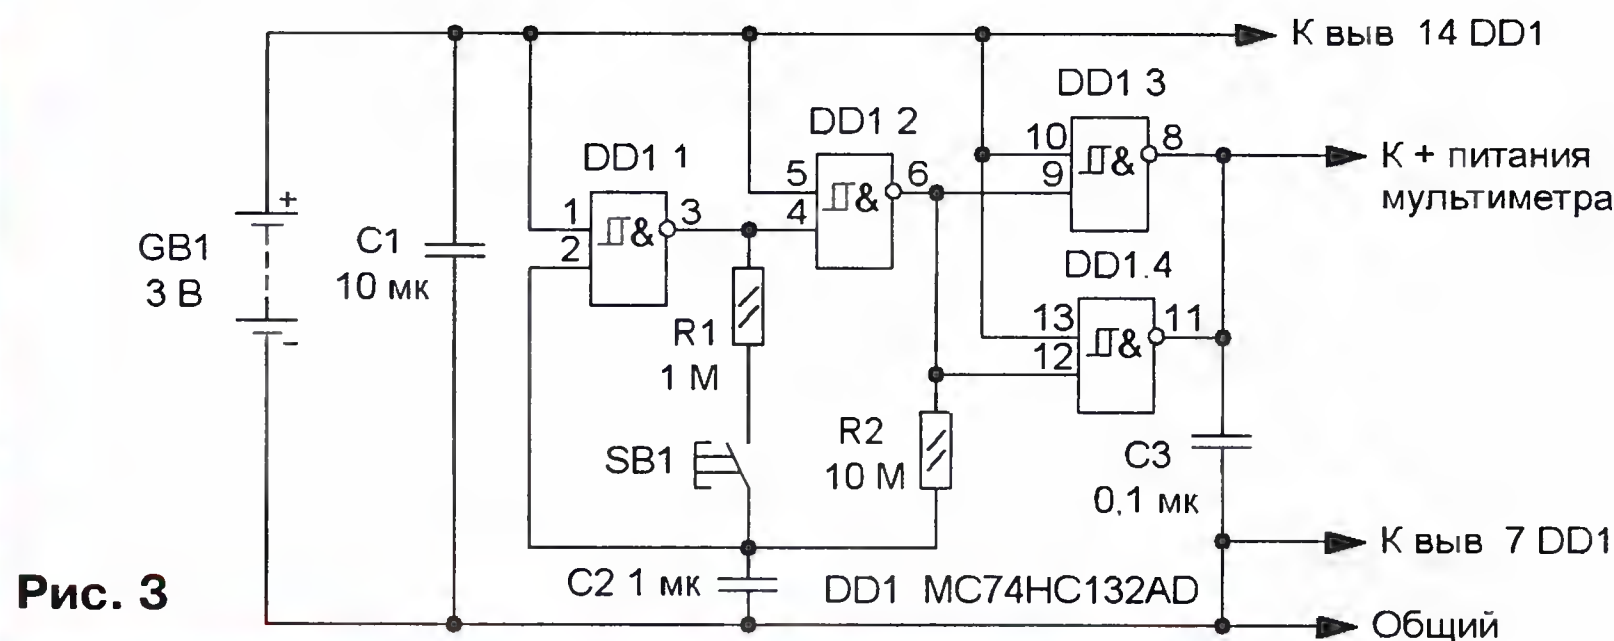 К выв 14 DD1
DD1 3
DD1 2
10
8
К + питания
DD1 1
5
6
9
мультиметра
+
1
3
4
&
&
&
2
GB1
C1
DD1.4
3 В
10 мк
13
11
R1
&
12
1 М
–
R2
SB1
10 М
C3
0,1 мк
К выв 7 DD1
C2 1 мк
DD1 MC74HC132AD
Рис. 3
Общий